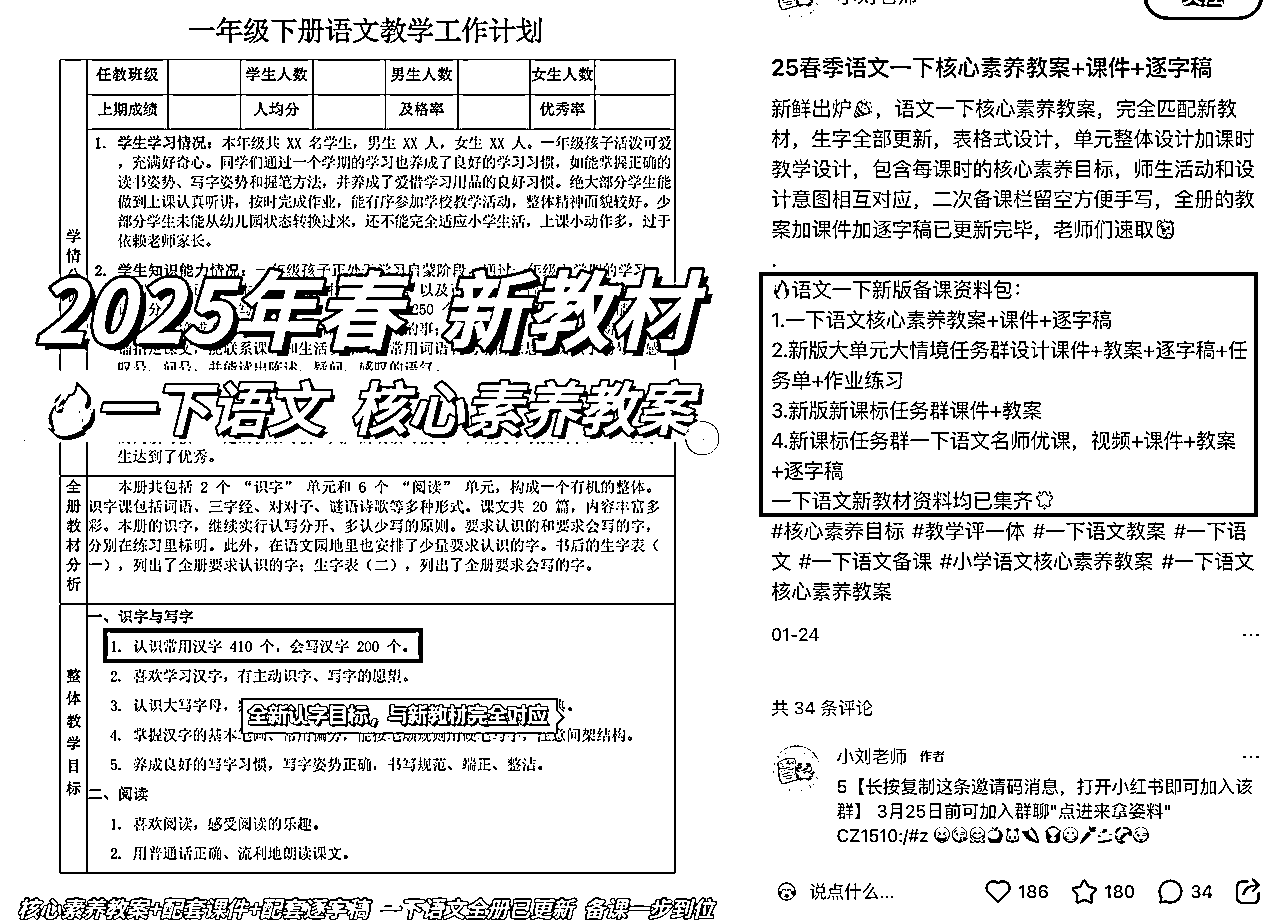 一年级下册语文教学工作计划
任教班级 学生人数 男生人数 女生人数
上期成绩 人均分 及格率 优秀率
1. 学生学习情况：本年级共 XX 名学生，男生 XX 人，女生 XX 人。一年级孩子活泼可爱
，充满好奇心。同学们通过一个学期的学习也养成了良好的学习习惯，如能掌握正确的
读书姿势、写字姿势和握笔方法，并养成了爱惜学习用品的良好习惯。绝大部分学生能
做到上课认真听讲，按时完成作业，能有序参加学校教学活动，整体精神面貌较好。少
部分学生未能从幼儿园状态转换过来，还不能完全适应小学生活，上课小动作多，过于
依赖老师家长。
学情
2. 学生知识能力情况：
2025年春 新教材
一下语文 核心素养教案
生达到了优秀。
全册教材分析
本册共包括 2 个 “识字” 单元和 6 个 “阅读” 单元，构成一个有机的整体。
识字课包括词语、三字经、对对子、谜语诗歌等多种形式。课文共 20 篇，内容丰富多
彩。本册的识字，继续实行认写分开、多认少写的原则。要求认识的和要求会写的字，
分别在练习里标明。此外，在语文园地里也安排了少量要求认识的字。书后的生字表（
一），列出了全册要求认识的字；生字表（二），列出了全册要求会写的字。
整体教学目标
一、识字与写字
1. 认识常用汉字 410 个，会写汉字 200 个。
2. 喜欢学习汉字，有主动识字、写字的愿望。
3. 认识大写字母，
全新认字目标，与新教材完全对应
4. 掌握汉字的基本
间架结构。
5. 养成良好的写字习惯，写字姿势正确，书写规范、端正、整洁。
二、阅读
1. 喜欢阅读，感受阅读的乐趣。
2. 用普通话正确、流利地朗读课文。
核心素养教案+配套课件+配套逐字稿 一下语文全册已更新 备课一步到位
25春季语文一下核心素养教案+课件+逐字稿
新鲜出炉，语文一下核心素养教案，完全匹配新教
材，生字全部更新，表格式设计，单元整体设计加课时
教学设计，包含每课时的核心素养目标，师生活动和设
计意图相互对应，二次备课栏留空方便手写，全册的教
案加课件加逐字稿已更新完毕，老师们速取
.
🔥语文一下新版备课资料包：
1.一下语文核心素养教案+课件+逐字稿
2.新版大单元大情境任务群设计课件+教案+逐字稿+任
务单+作业练习
3.新版新课标任务群课件+教案
4.新课标任务群一下语文名师优课，视频+课件+教案
+逐字稿
一下语文新教材资料均已集齐
#核心素养目标 #教学评一体 #一下语文教案 #一下语
文 #一下语文备课 #小学语文核心素养教案 #一下语文
核心素养教案
01-24
共 34 条评论
小刘老师 作者
5【长按复制这条邀请码消息，打开小红书即可加入该
群】 3月25日前可加入群聊"点进来拿姿料"
CZ1510:/#z
说点什么... 186 180 34